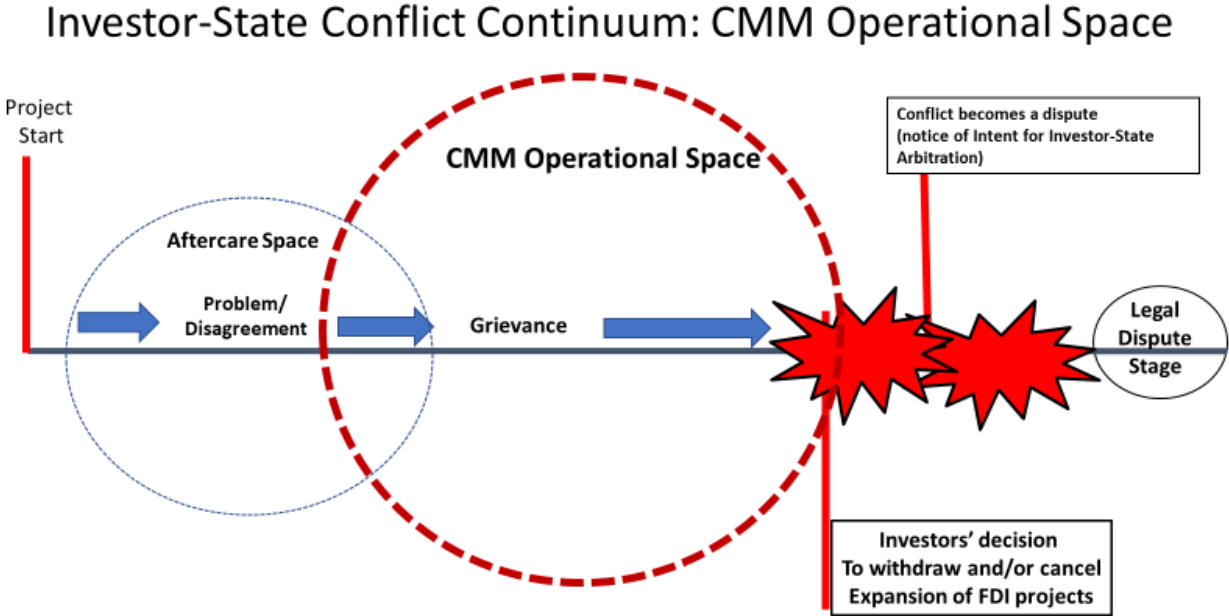 Investor-State Conflict Continuum: CMM Operational Space
Project
Start
Conflict becomes a dispute
(notice of Intent for Investor-State
Arbitration)
CMM Operational Space
Aftercare Space
Problem/
Disagreement
Grievance
Legal
Dispute
Stage
Investors’ decision
To withdraw and/or cancel
Expansion of FDI projects